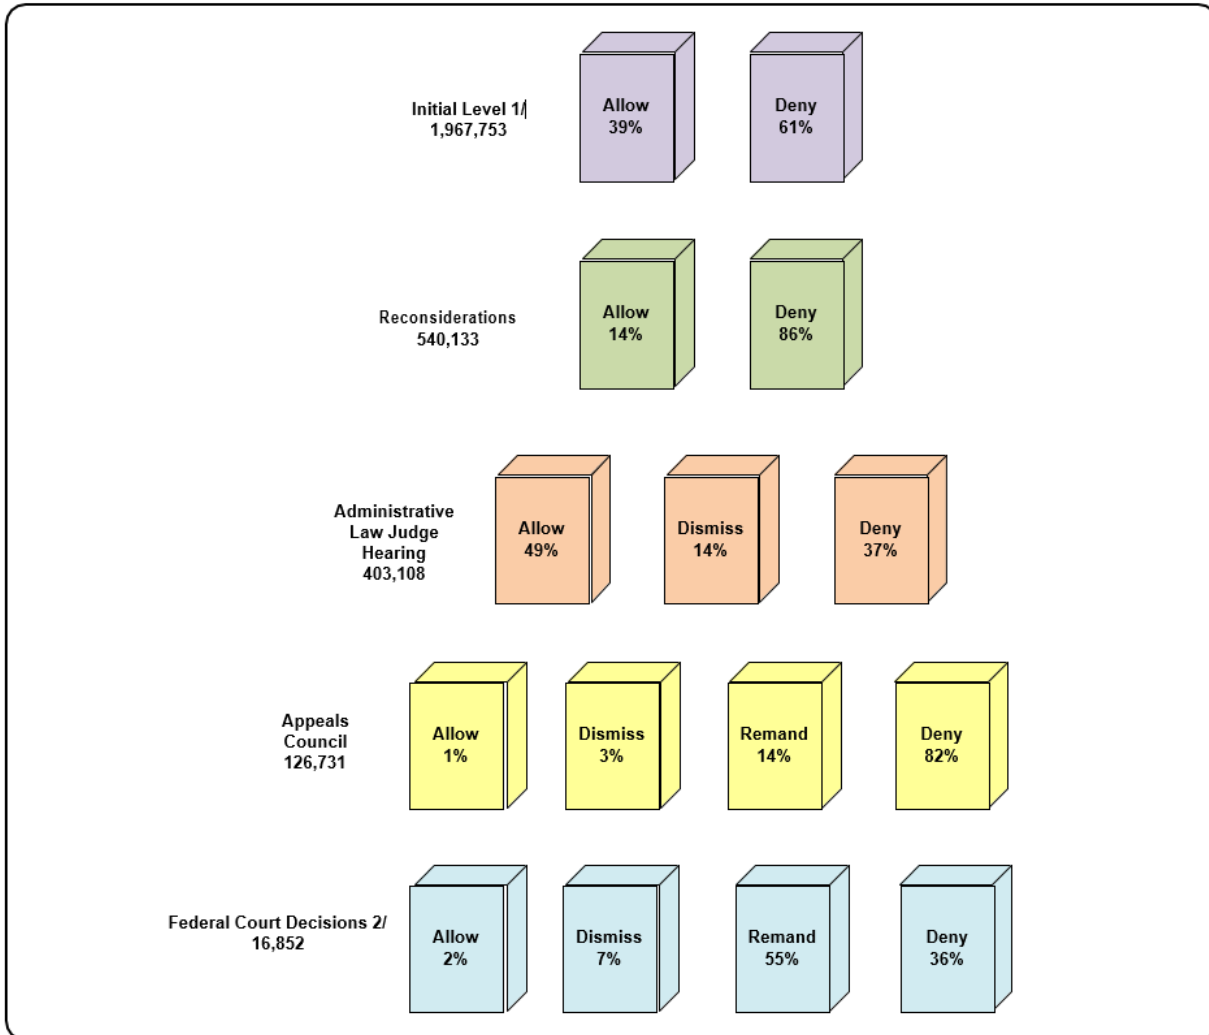 Initial Level 1/
1,967,753
Allow
39%
Deny
61%
Reconsiderations
540,133
Allow
14%
Deny
86%
Administrative
Law Judge
Hearing
403,108
Allow
49%
Dismiss
14%
Deny
37%
Appeals
Council
126,731
Allow
1%
Dismiss
3%
Remand
14%
Deny
82%
Federal Court Decisions 2/
16,852
Allow
2%
Dismiss
7%
Remand
55%
Deny
36%